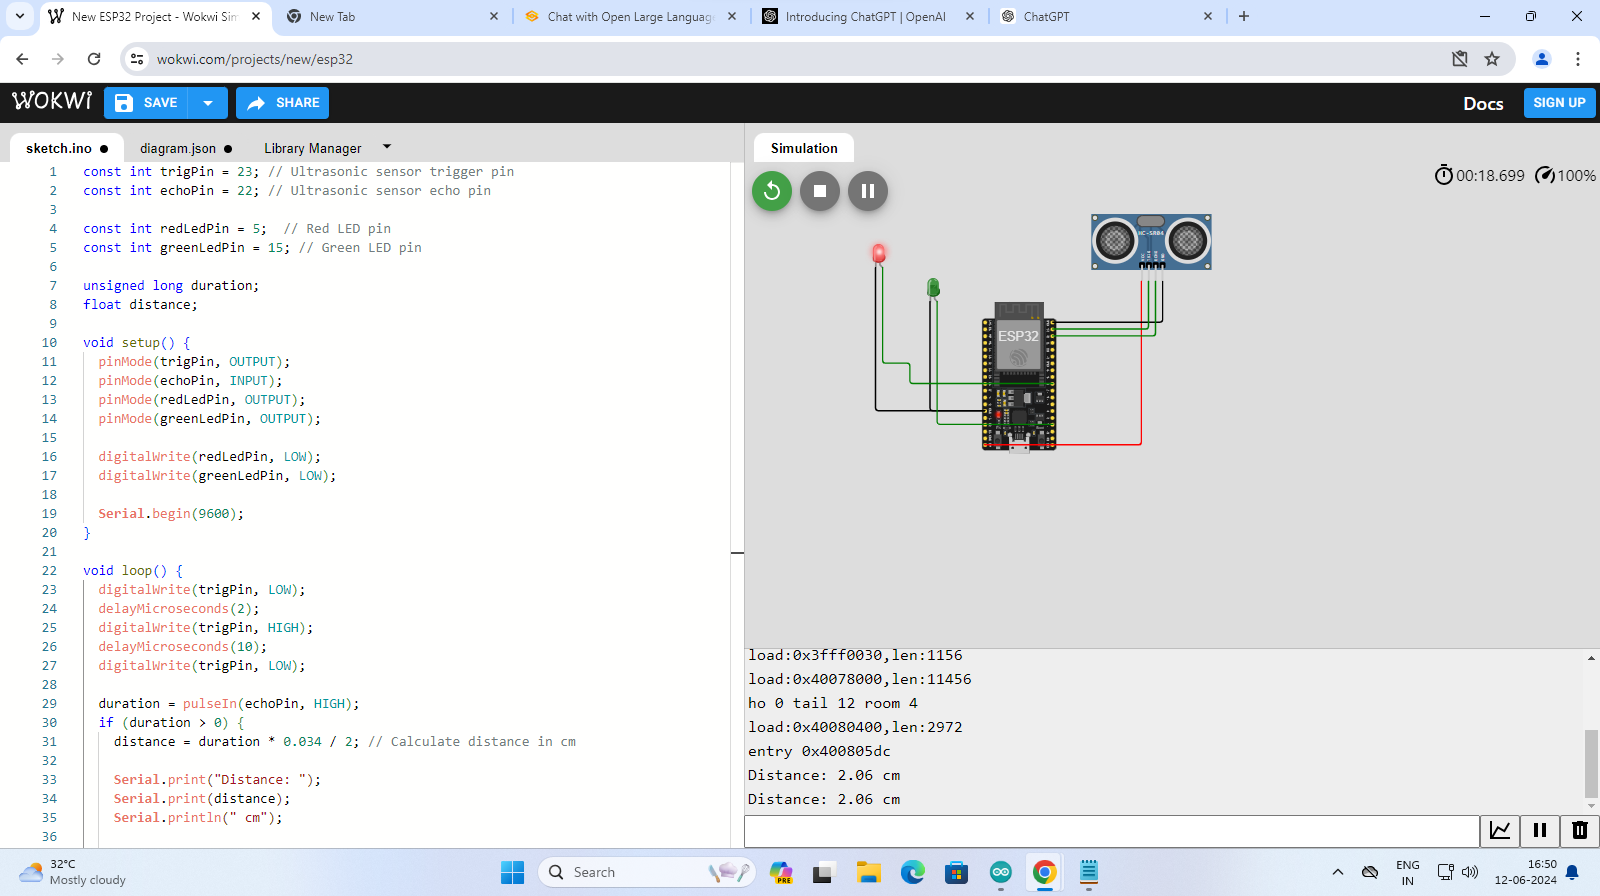 New ESP32 Project - Wokwi Sim
New Tab
Chat with Open Large Language
Introducing ChatGPT | OpenAI
ChatGPT
wokwi.com/projects/new/esp32
WOKWI
SAVE
SHARE
Docs
SIGN UP
sketch.ino
diagram.json
Library Manager
Simulation
1 const int trigPin = 23; // Ultrasonic sensor trigger pin
2 const int echoPin = 22; // Ultrasonic sensor echo pin
3
4 const int redLedPin = 5;  // Red LED pin
5 const int greenLedPin = 15; // Green LED pin
6
7 unsigned long duration;
8 float distance;
9
10 void setup() {
11   pinMode(trigPin, OUTPUT);
12   pinMode(echoPin, INPUT);
13   pinMode(redLedPin, OUTPUT);
14   pinMode(greenLedPin, OUTPUT);
15
16   digitalWrite(redLedPin, LOW);
17   digitalWrite(greenLedPin, LOW);
18
19   Serial.begin(9600);
20 }
21
22 void loop() {
23   digitalWrite(trigPin, LOW);
24   delayMicroseconds(2);
25   digitalWrite(trigPin, HIGH);
26   delayMicroseconds(10);
27   digitalWrite(trigPin, LOW);
28
29   duration = pulseIn(echoPin, HIGH);
30   if (duration > 0) {
31     distance = duration * 0.034 / 2; // Calculate distance in cm
32
33     Serial.print("Distance: ");
34     Serial.print(distance);
35     Serial.println(" cm");
36
00:18.699
100%
HC-SR04
ESP32
load:0x3fff0030,len:1156
load:0x40078000,len:11456
ho 0 tail 12 room 4
load:0x40080400,len:2972
entry 0x400805dc
Distance: 2.06 cm
Distance: 2.06 cm
32°C
Mostly cloudy
Search
PRE
ENG
IN
16:50
12-06-2024